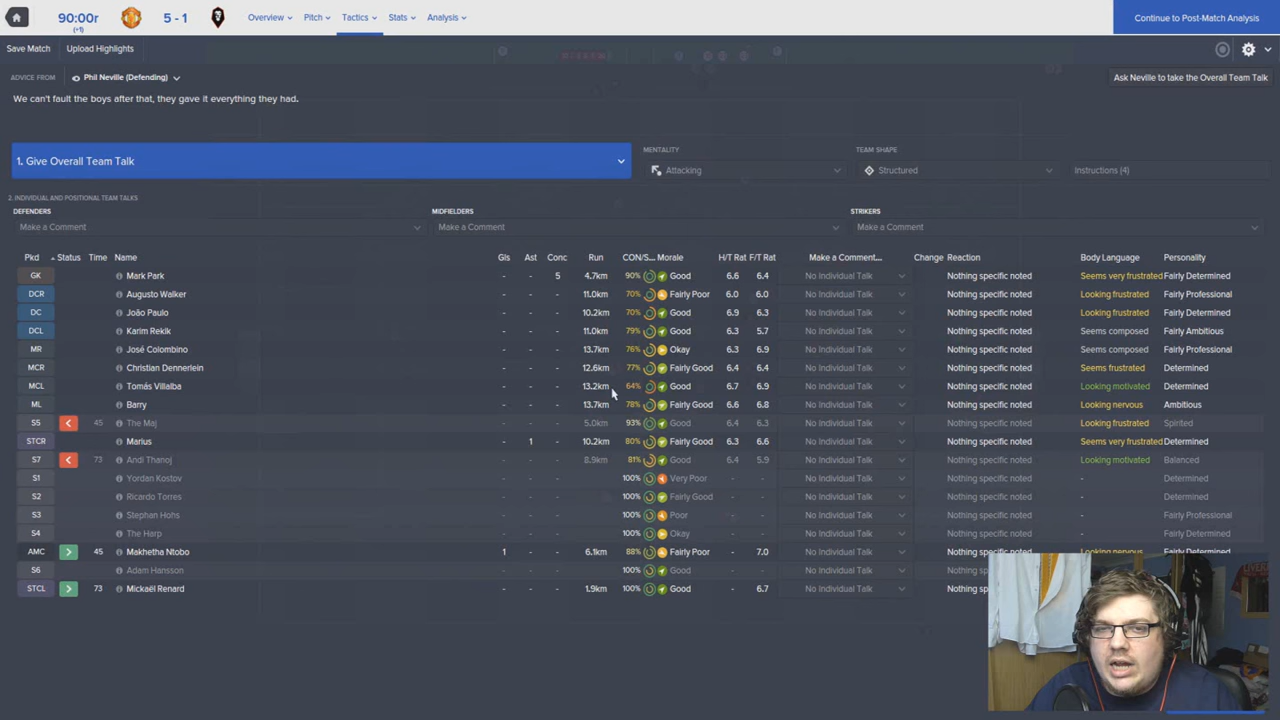 90:00r
(+1)
5 - 1
Overview
Pitch
Tactics
Stats
Analysis
Continue to Post-Match Analysis
Save Match
Upload Highlights
ADVICE FROM
Phil Neville (Defending)
Ask Neville to take the Overall Team Talk
We can't fault the boys after that, they gave it everything they had.
1. Give Overall Team Talk
MENTALITY
Attacking
TEAM SHAPE
Structured
Instructions (4)
2. INDIVIDUAL AND POSITIONAL TEAM TALKS
DEFENDERS
MIDFIELDERS
STRIKERS
Make a Comment
Make a Comment
Make a Comment
Pkd Status Time Name Gls Ast Conc Run CON/S... Morale H/T Rat F/T Rat Make a Comment... Change Reaction Body Language Personality
GK Mark Park - - 5 4.7km 90% Good 6.6 6.4 No Individual Talk Nothing specific noted Seems very frustrated Fairly Determined
DCR Augusto Walker - - - 11.0km 70% Fairly Poor 6.0 6.0 No Individual Talk Nothing specific noted Looking frustrated Fairly Professional
DC João Paulo - - - 10.2km 70% Good 6.9 6.3 No Individual Talk Nothing specific noted Looking frustrated Fairly Determined
DCL Karim Rekik - - - 11.0km 79% Good 6.3 5.7 No Individual Talk Nothing specific noted Seems composed Fairly Ambitious
MR José Colombino - - - 13.7km 76% Okay 6.3 6.9 No Individual Talk Nothing specific noted Seems composed Fairly Professional
MCR Christian Dennerlein - - - 12.6km 77% Fairly Good 6.4 6.4 No Individual Talk Nothing specific noted Seems frustrated Determined
MCL Tomás Villalba - - - 13.2km 64% Good 6.7 6.9 No Individual Talk Nothing specific noted Looking motivated Determined
ML Barry - - - 13.7km 78% Fairly Good 6.6 6.8 No Individual Talk Nothing specific noted Looking nervous Ambitious
S5 45 The Maj - - - 5.0km 93% Good 6.4 6.3 No Individual Talk Nothing specific noted Looking frustrated Spirited
STCR Marius - 1 - 10.2km 80% Fairly Good 6.3 6.6 No Individual Talk Nothing specific noted Seems very frustrated Determined
S7 73 Andi Thanoj - - - 8.9km 81% Good 6.4 5.9 No Individual Talk Nothing specific noted Looking motivated Balanced
S1 Yordan Kostov - - - 100% Very Poor - - No Individual Talk Nothing specific noted - Determined
S2 Ricardo Torres - - - 100% Fairly Good - - No Individual Talk Nothing specific noted - Determined
S3 Stephan Hohs - - - 100% Poor - - No Individual Talk Nothing specific noted - Fairly Professional
S4 The Harp - - - 100% Okay - - No Individual Talk Nothing specific noted - Fairly Determined
AMC 45 Makhetha Ntobo 1 - - 6.1km 88% Fairly Poor - 7.0 No Individual Talk Nothing specific noted Looking nervous Fairly Determined
S6 Adam Hansson - - - 100% Good - - No Individual Talk Nothing
STCL 73 Mickaël Renard - - - 1.9km Good - 6.7 No Individual Talk Nothing